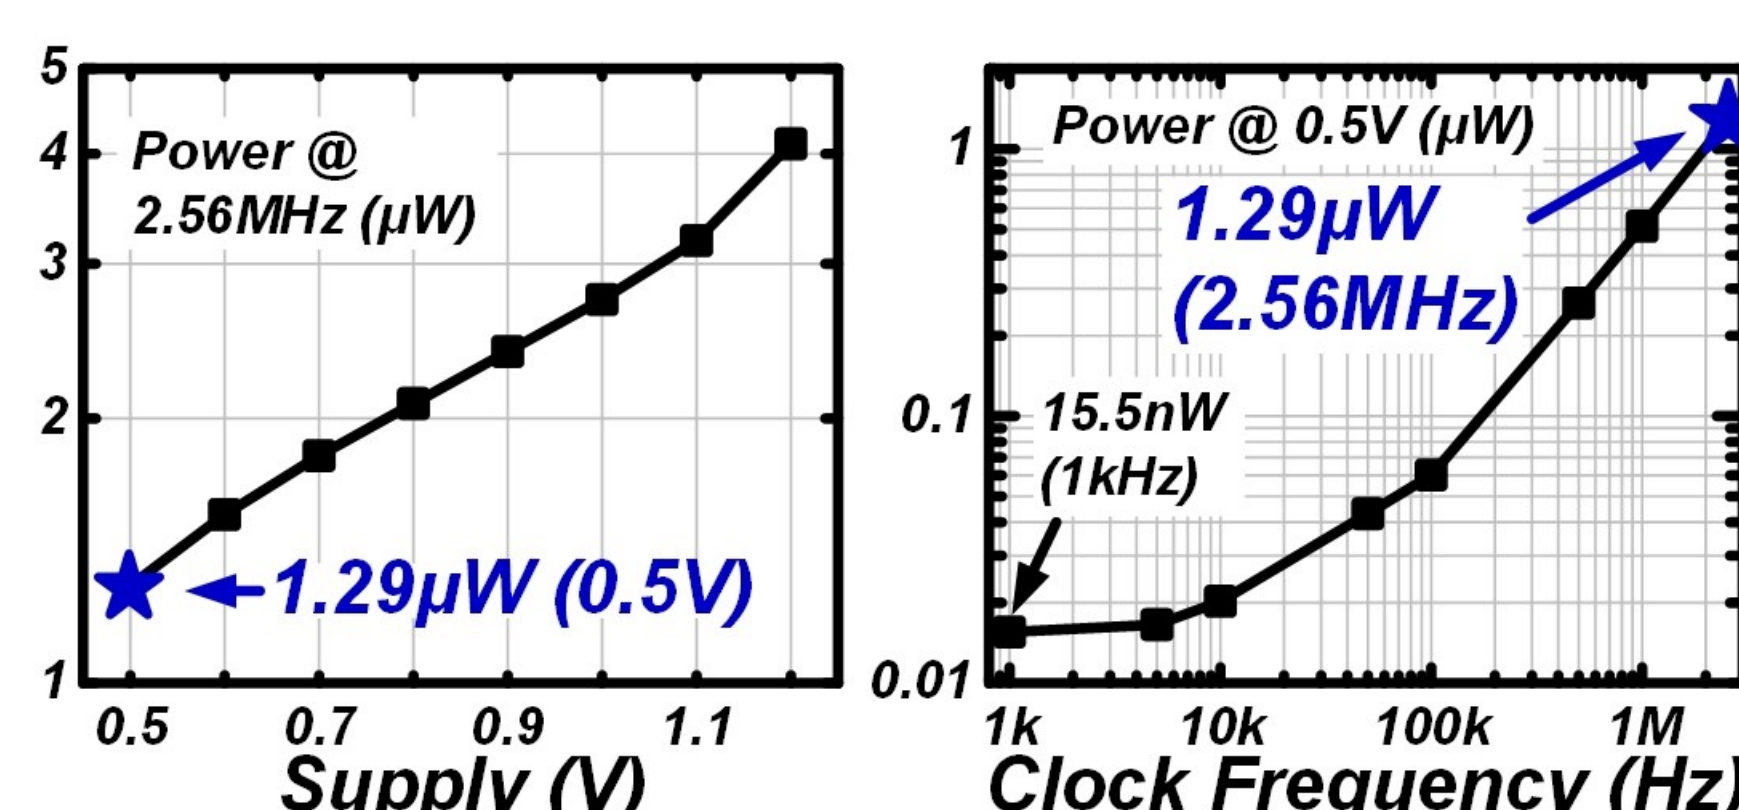 5
4
3
2
1
Power @
2.56MHz (µW)
1.29µW (0.5V)
0.5 0.7 0.9 1.1
Supply (V)
1
0.1
0.01
Power @ 0.5V (µW)
1.29µW
(2.56MHz)
15.5nW
(1kHz)
1k 10k 100k 1M
Clock Frequency (Hz)